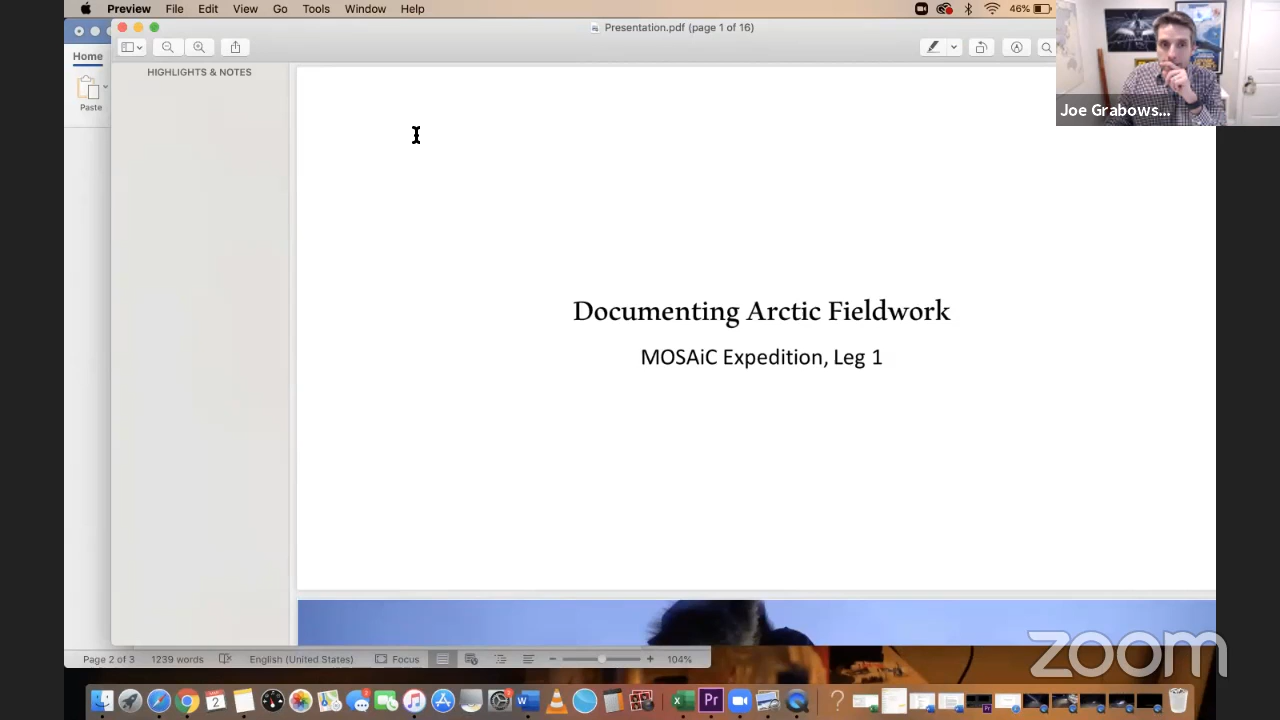 Preview File Edit View Go Tools Window Help 46%
Presentation.pdf (page 1 of 16)
Home
Paste
HIGHLIGHTS & NOTES
Joe Grabows...
Documenting Arctic Fieldwork
MOSAiC Expedition, Leg 1
Page 2 of 3 1239 words English (United States) Focus 104%
zoom
2 W X Pr ?